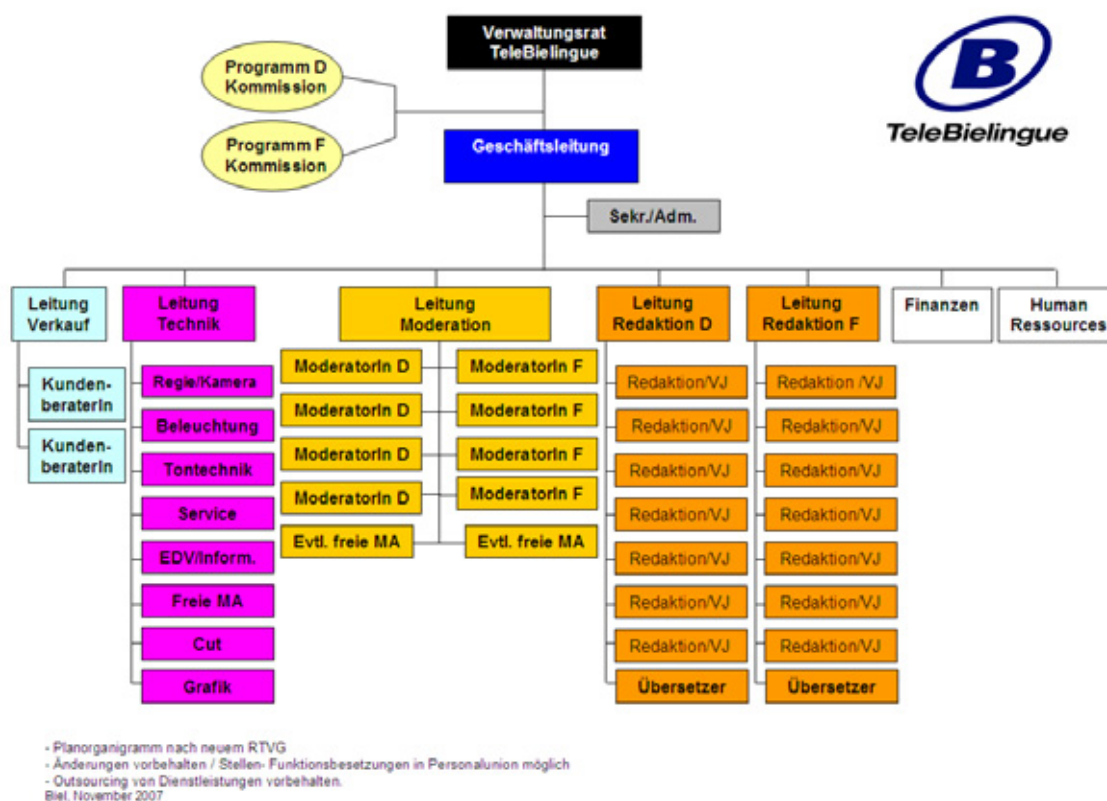 Verwaltungsrat
TeleBielingue
B
TeleBielingue
Programm D
Kommission
Programm F
Kommission
Geschäftsleitung
Sekr./Adm.
Leitung
Verkauf
Leitung
Technik
Leitung
Moderation
Leitung
Redaktion D
Leitung
Redaktion F
Finanzen
Human
Ressources
Kunden-
beraterIn
Kunden-
beraterIn
Regie/Kamera
Beleuchtung
Tontechnik
Service
EDV/Inform.
Freie MA
Cut
Grafik
ModeratorIn D
ModeratorIn D
ModeratorIn D
ModeratorIn D
Evtl. freie MA
ModeratorIn F
ModeratorIn F
ModeratorIn F
ModeratorIn F
Evtl. freie MA
Redaktion/VJ
Redaktion/VJ
Redaktion/VJ
Redaktion/VJ
Redaktion/VJ
Redaktion/VJ
Redaktion/VJ
Übersetzer
Redaktion /VJ
Redaktion/VJ
Redaktion/VJ
Redaktion/VJ
Redaktion/VJ
Redaktion/VJ
Redaktion/VJ
Übersetzer
- Planorganigramm nach neuem RTVG
- Änderungen vorbehalten / Stellen- Funktionsbesetzungen in Personalunion möglich
- Outsourcing von Dienstleistungen vorbehalten.
Biel, November 2007